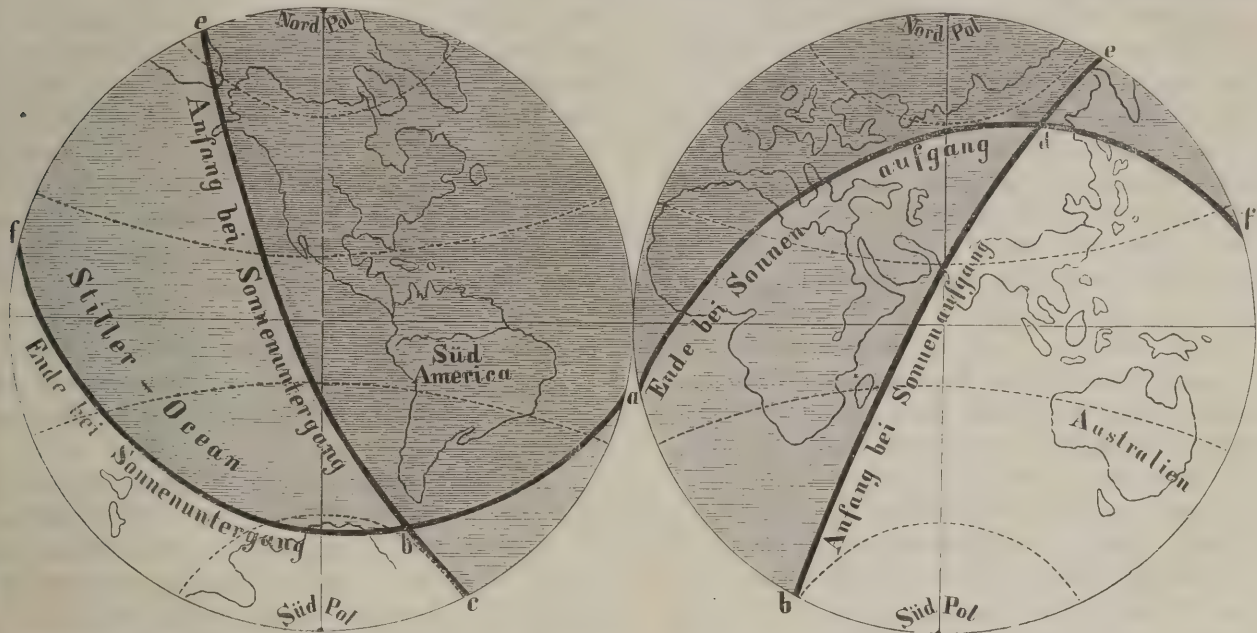 e
Nord Pol
Anfang bei Sonnenuntergang
f
Stiller - Ocean
Süd
America
a
Ende bei Sonnenuntergang
b
c
Süd Pol
Nord Pol
e
aufgang
d
f
Ende bei Sonnen
Anfang bei Sonnenaufgang
Australien
b
Süd Pol